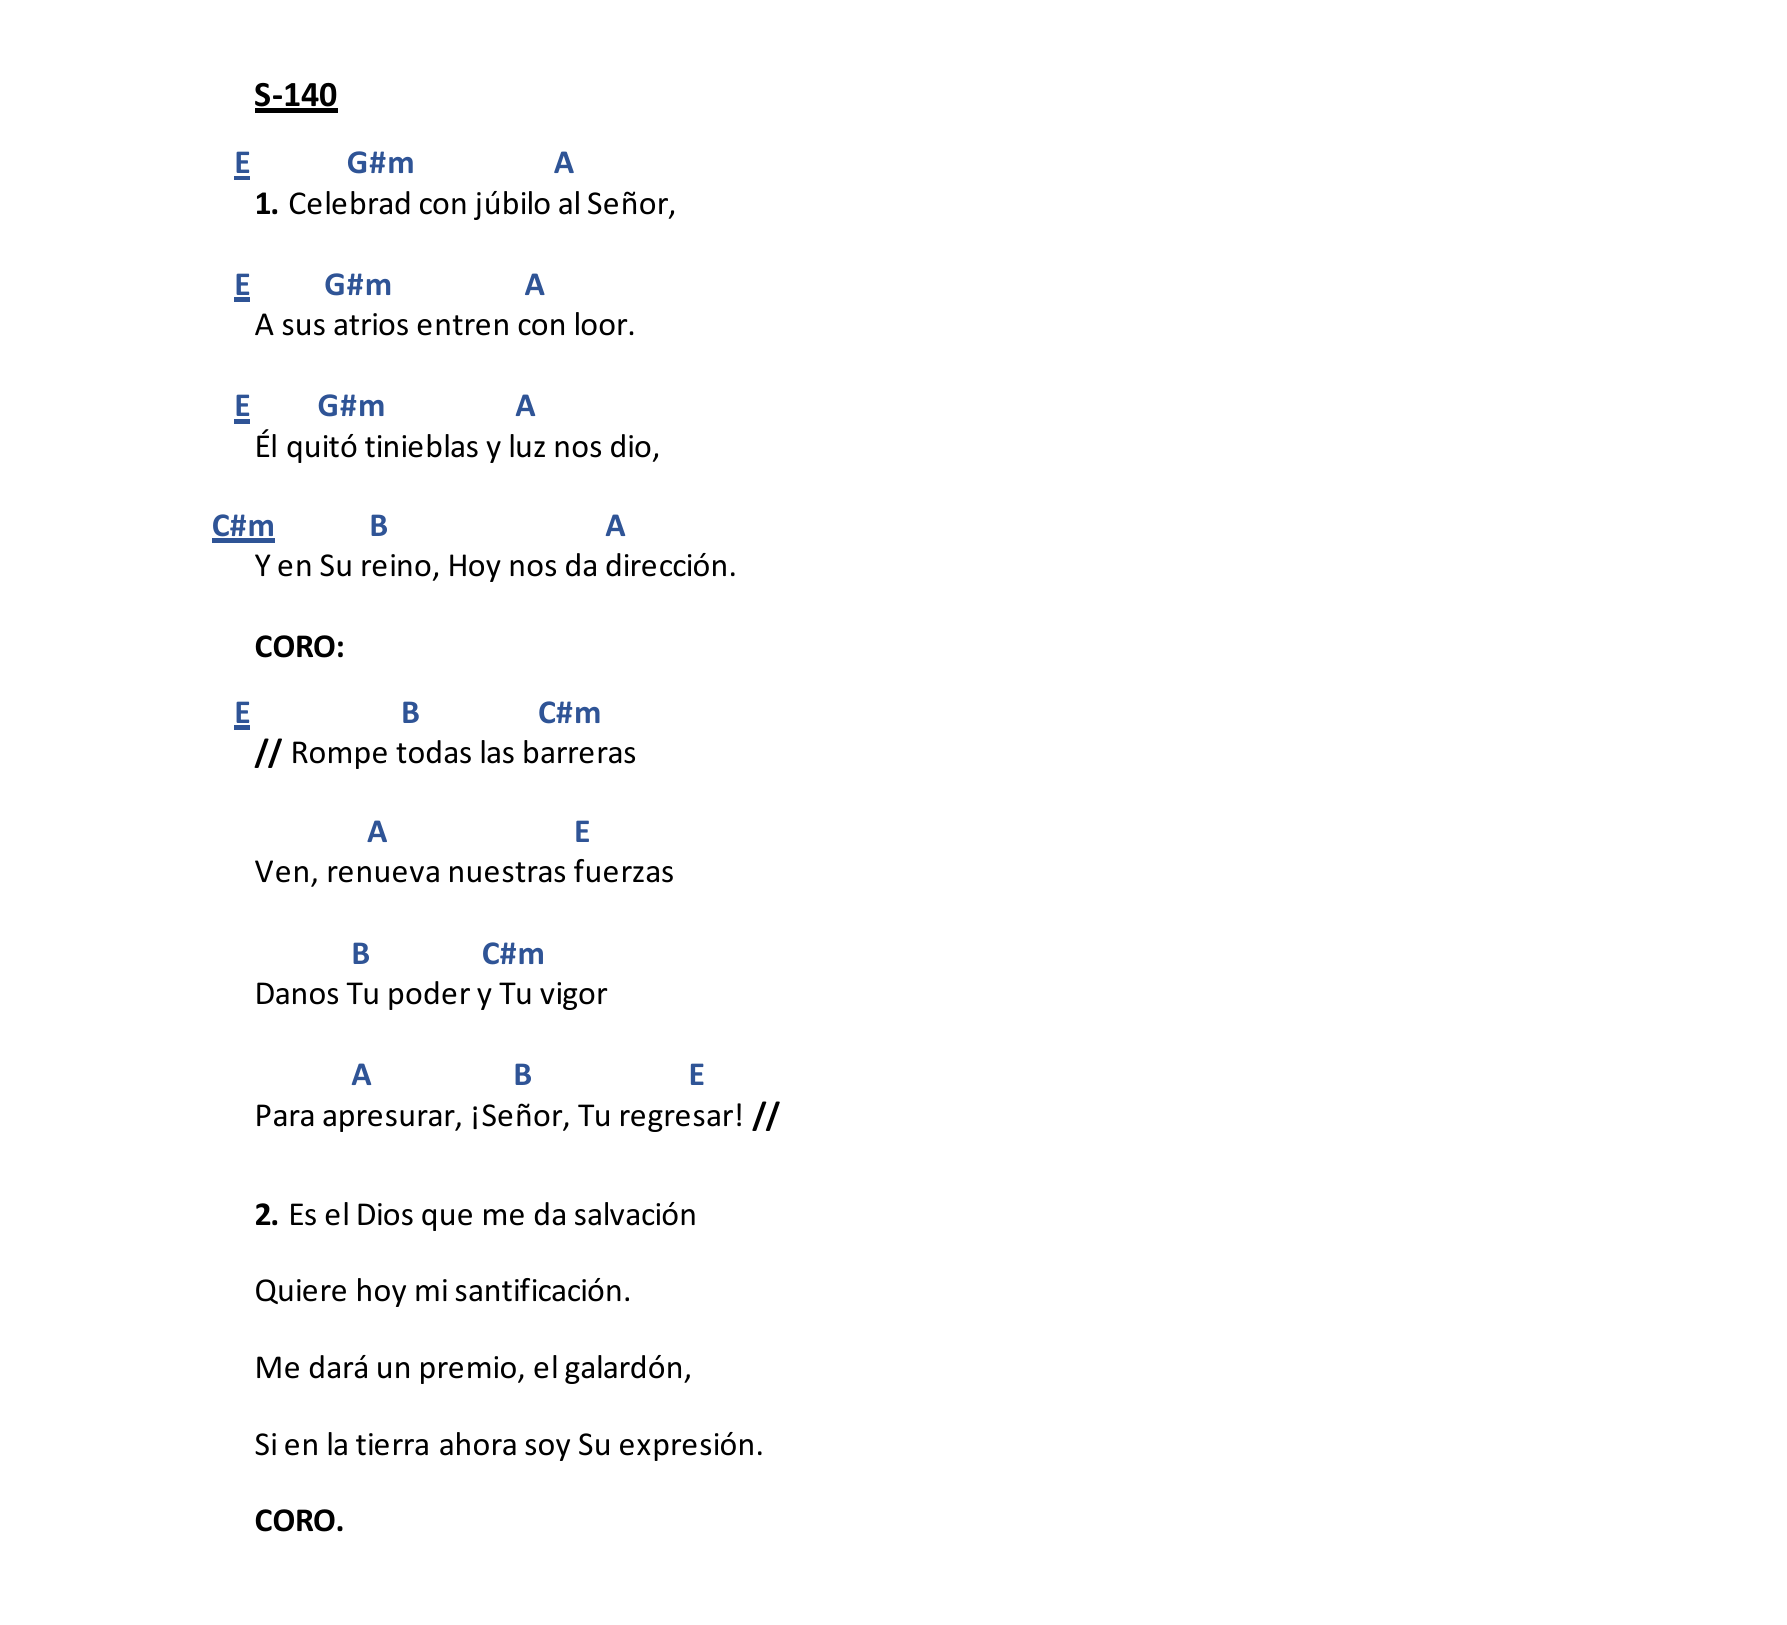 S-140
E G#m A
1. Celebrad con júbilo al Señor,
E G#m A
A sus atrios entren con loor.
E G#m A
Él quitó tinieblas y luz nos dio,
C#m B A
Y en Su reino, Hoy nos da dirección.
CORO:
E B C#m
// Rompe todas las barreras
A E
Ven, renueva nuestras fuerzas
B C#m
Danos Tu poder y Tu vigor
A B E
Para apresurar, ¡Señor, Tu regresar! //
2. Es el Dios que me da salvación
Quiere hoy mi santificación.
Me dará un premio, el galardón,
Si en la tierra ahora soy Su expresión.
CORO.